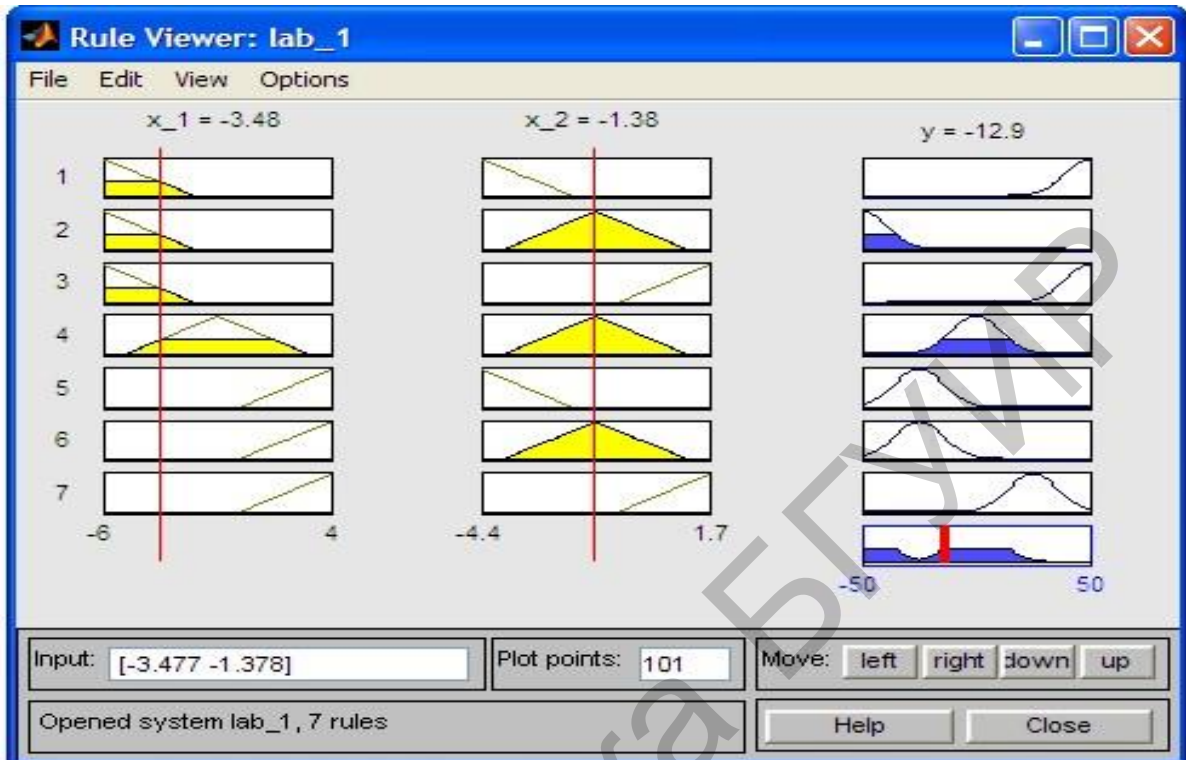 Rule Viewer: lab_1
File Edit View Options
x_1 = -3.48 x_2 = -1.38 y = -12.9
1
2
3
4
5
6
7
-6 4 -4.4 1.7
-50 50
Input: [-3.477 -1.378] Plot points: 101 Move: left right down up
Opened system lab_1, 7 rules Help Close
БГУИР